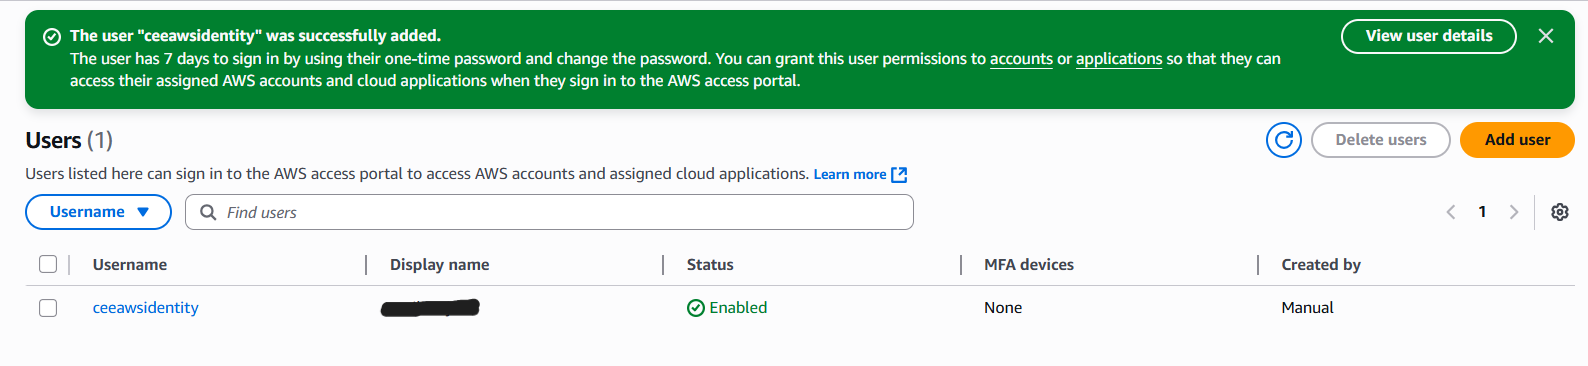 The user "ceeawsidentity" was successfully added.
The user has 7 days to sign in by using their one-time password and change the password. You can grant this user permissions to accounts or applications so that they can
access their assigned AWS accounts and cloud applications when they sign in to the AWS access portal.
View user details
Users (1)
Delete users
Add user
Users listed here can sign in to the AWS access portal to access AWS accounts and assigned cloud applications. Learn more
Username
Find users
1
Username Display name Status MFA devices Created by
ceeawsidentity Enabled None Manual